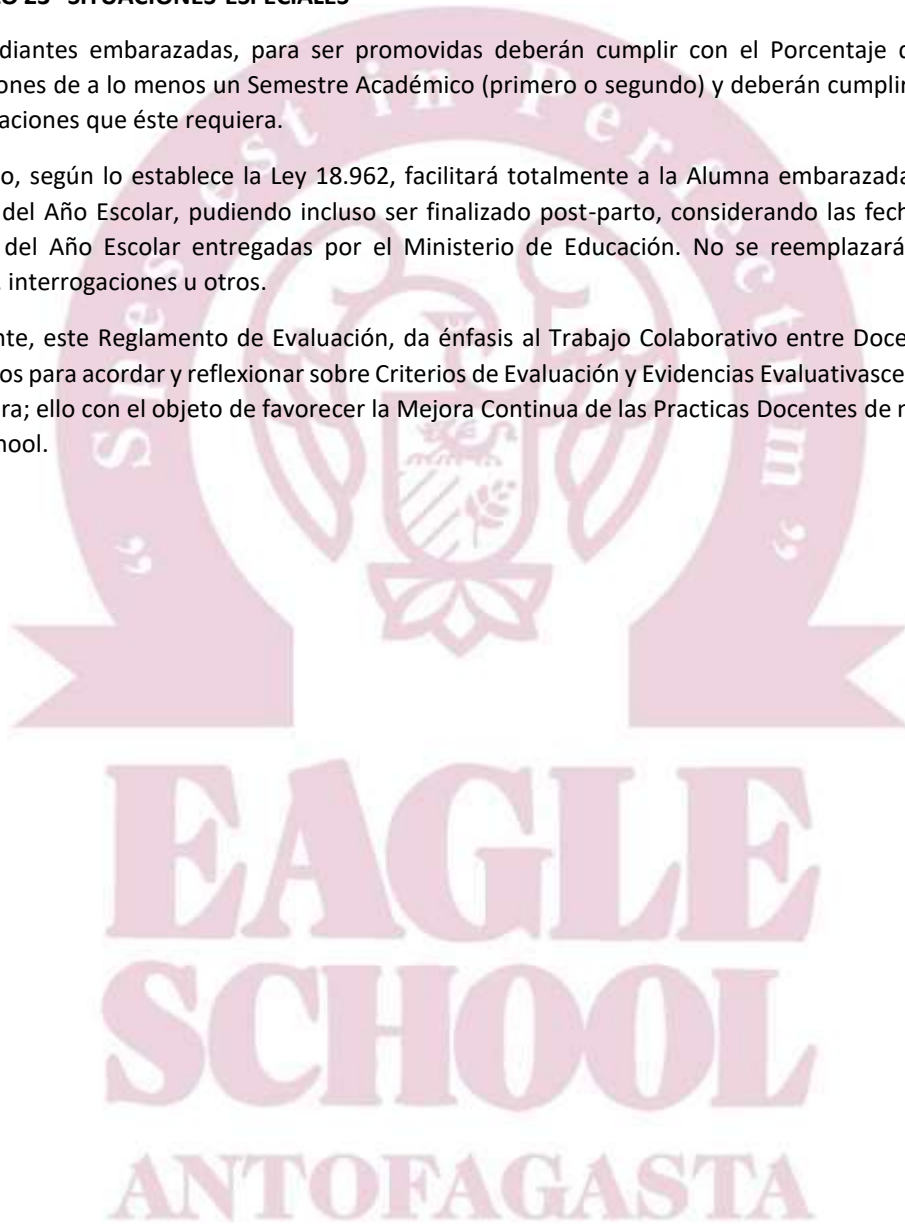 LO 25 SITUACIONES ESPECIALES
diantes embarazadas, para ser promovidas deberán cumplir con el Porcentaje
ones de a lo menos un Semestre Académico (primero o segundo) y deberán cumplir
aciones que éste requiera.
o, según lo establece la Ley 18.962, facilitará totalmente a la Alumna embarazada
del Año Escolar, pudiendo incluso ser finalizado post-parto, considerando las fech
del Año Escolar entregadas por el Ministerio de Educación. No se reemplazará
interrogaciones u otros.
nte, este Reglamento de Evaluación, da énfasis al Trabajo Colaborativo entre Doce
os para acordar y reflexionar sobre Criterios de Evaluación y Evidencias Evaluativasce
ra; ello con el objeto de favorecer la Mejora Continua de las Practicas Docentes de
hool.
" Spes est in Perfectum "
EAGLE
SCHOOL
ANTOFAGASTA